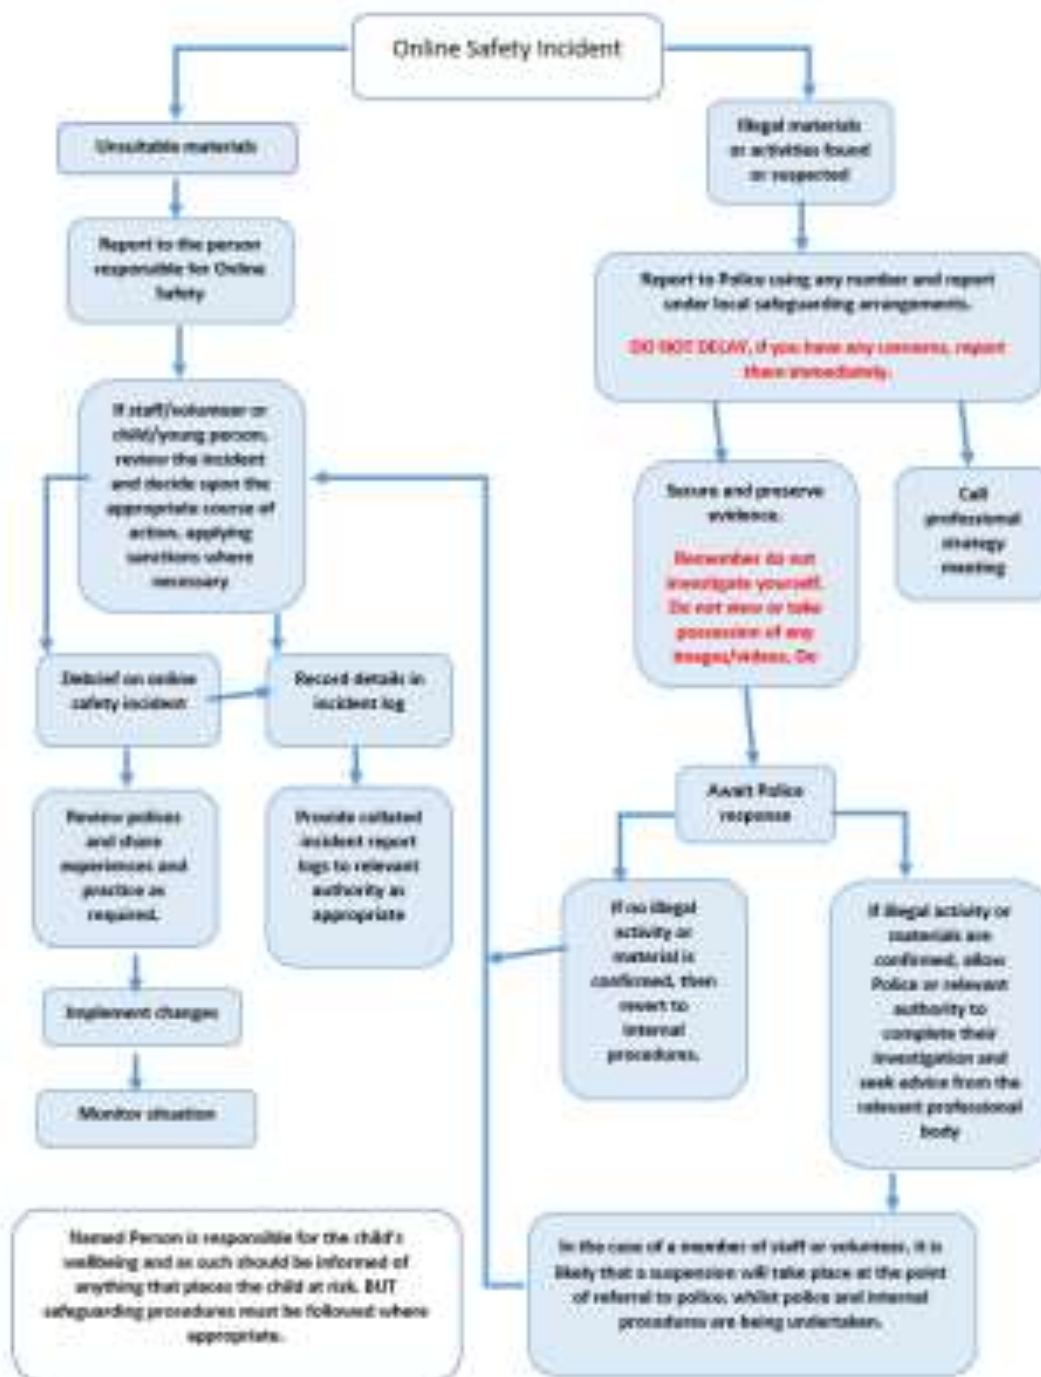 Online Safety Incident
Unsuitable materials
Illegal materials
or activities found
or suspected
Report to the person
responsible for Online
Safety
Report to Police using any number and report
under local safeguarding arrangements.
DO NOT DELAY, if you have any concerns, report
them immediately.
If staff/volunteer or
child/young person,
review the incident
and decide upon the
appropriate course of
action, applying
sanctions where
necessary
Secure and preserve
evidence.
Remember do not
investigate yourself.
Do not view or take
possession of any
images/videos. Do
Call
professional
strategy
meeting
Debrief on online
safety incident
Record details in
incident log
Review polices
and share
experiences and
practice as
required.
Provide collated
incident report
logs to relevant
authority as
appropriate
Await Police
response
If no illegal
activity or
material is
confirmed, then
revert to
internal
procedures.
If illegal activity or
materials are
confirmed, allow
Police or relevant
authority to
complete their
investigation and
seek advice from the
relevant professional
body
Implement changes
Monitor situation
Named Person is responsible for the child's
wellbeing and as such should be informed of
anything that places the child at risk. BUT
safeguarding procedures must be followed where
appropriate.
In the case of a member of staff or volunteer, it is
likely that a suspension will take place at the point
of referral to police, whilst police and internal
procedures are being undertaken.